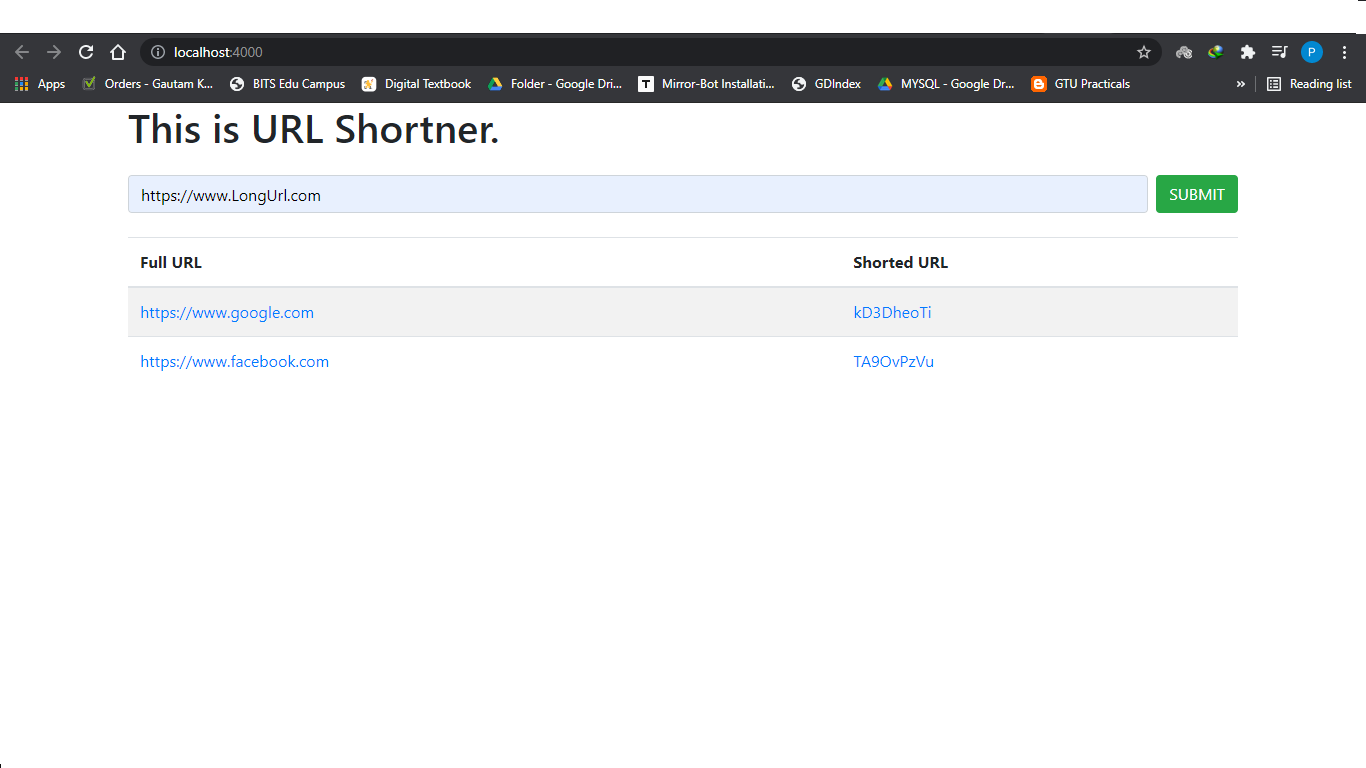 localhost:4000
P
Apps Orders - Gautam K... BITS Edu Campus Digital Textbook Folder - Google Dri... T Mirror-Bot Installati... GDIndex MYSQL - Google Dr... GTU Practicals » Reading list
This is URL Shortner.
https://www.LongUrl.com SUBMIT
Full URL Shorted URL
https://www.google.com kD3DheoTi
https://www.facebook.com TA9OvPzVu